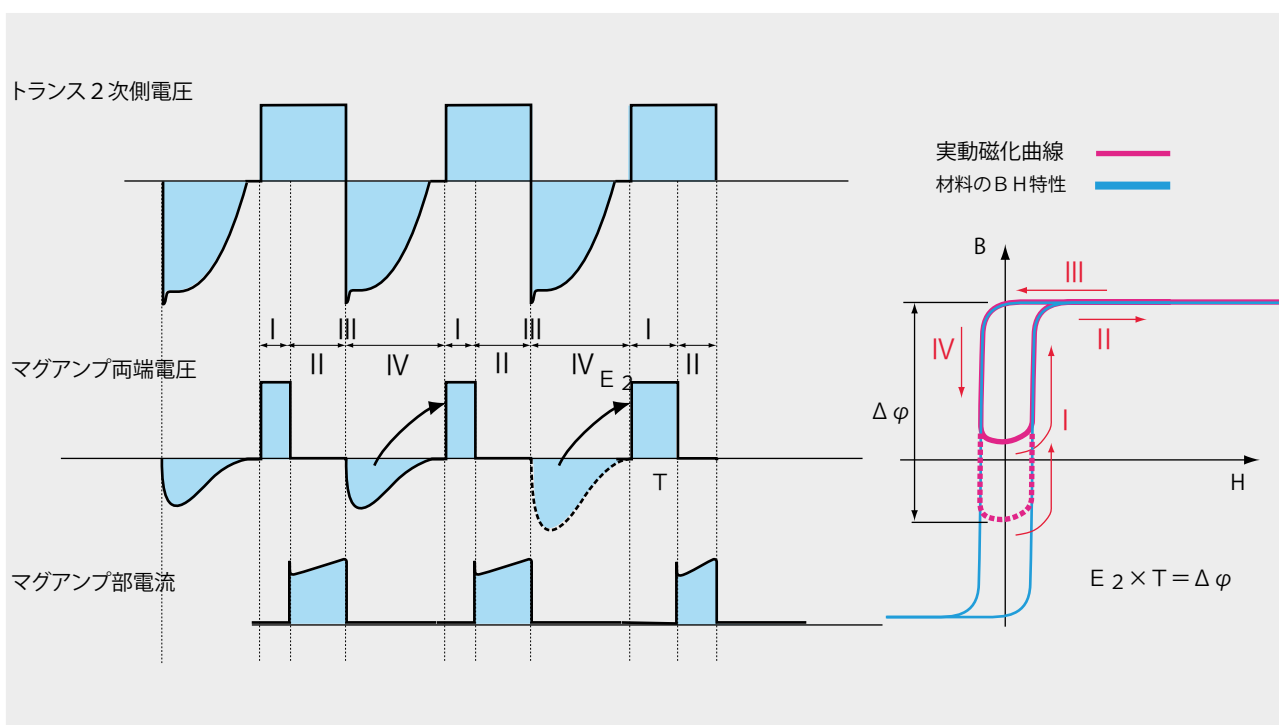 トランス２次側電圧
実動磁化曲線
材料のＢＨ特性
B
III
I III I III I
II IV II IV II
マグアンプ両端電圧
Ｅ２
II
IV
Δφ
I
T
H
マグアンプ部電流
Ｅ２×Ｔ＝Δφ